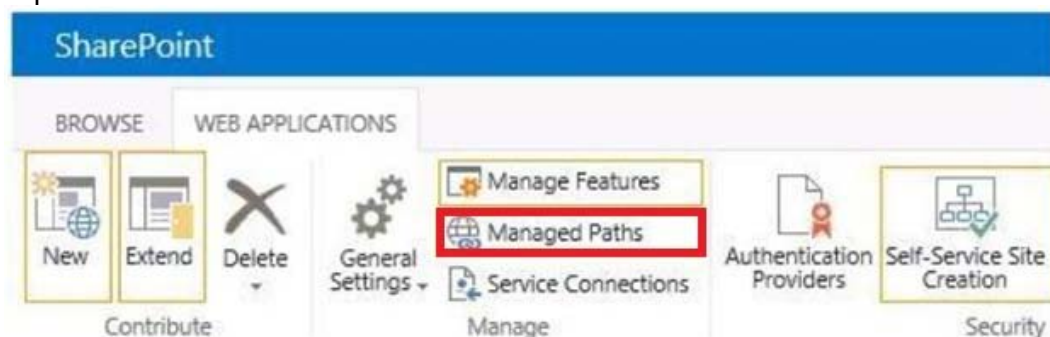 SharePoint
BROWSE WEB APPLICATIONS
New
Extend
Delete
General
Settings
Manage Features
Managed Paths
Service Connections
Authentication
Providers
Self-Service Site
Creation
Contribute
Manage
Security